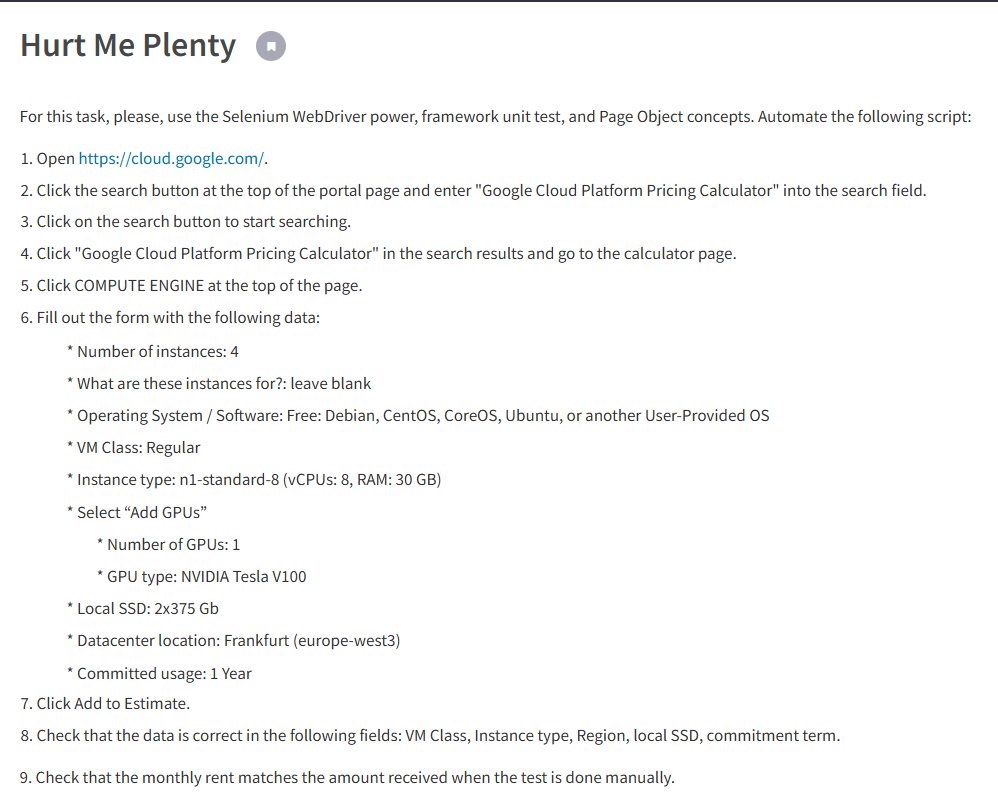 Hurt Me Plenty
For this task, please, use the Selenium WebDriver power, framework unit test, and Page Object concepts. Automate the following script:
1. Open https://cloud.google.com/.
2. Click the search button at the top of the portal page and enter "Google Cloud Platform Pricing Calculator" into the search field.
3. Click on the search button to start searching.
4. Click "Google Cloud Platform Pricing Calculator" in the search results and go to the calculator page.
5. Click COMPUTE ENGINE at the top of the page.
6. Fill out the form with the following data:
* Number of instances: 4
* What are these instances for?: leave blank
* Operating System / Software: Free: Debian, CentOS, CoreOS, Ubuntu, or another User-Provided OS
* VM Class: Regular
* Instance type: n1-standard-8 (vCPUs: 8, RAM: 30 GB)
* Select “Add GPUs”
* Number of GPUs: 1
* GPU type: NVIDIA Tesla V100
* Local SSD: 2x375 Gb
* Datacenter location: Frankfurt (europe-west3)
* Committed usage: 1 Year
7. Click Add to Estimate.
8. Check that the data is correct in the following fields: VM Class, Instance type, Region, local SSD, commitment term.
9. Check that the monthly rent matches the amount received when the test is done manually.